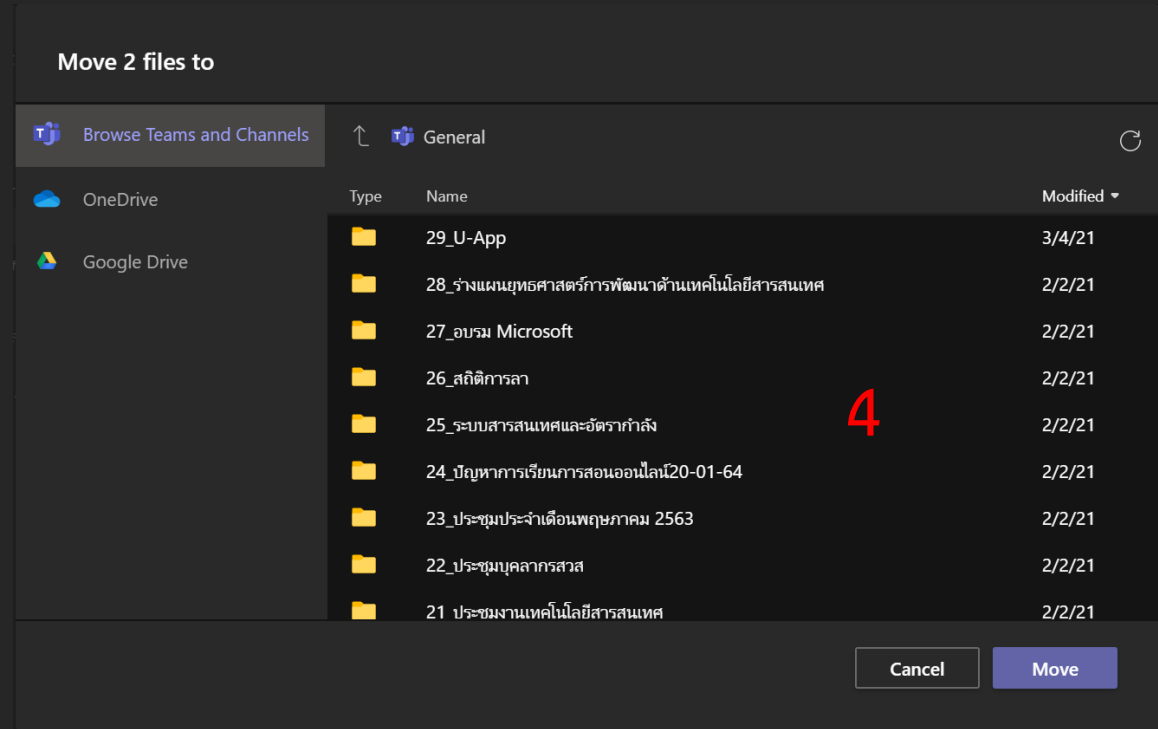 Move 2 files to
Browse Teams and Channels
OneDrive
Google Drive
General
Type Name Modified
29_U-App 3/4/21
28_ร่างแผนยุทธศาสตร์การพัฒนาด้านเทคโนโลยีสารสนเทศ 2/2/21
27_อบรม Microsoft 2/2/21
26_สถิติการลา 2/2/21
25_ระบบสารสนเทศและอัตรากำลัง 2/2/21
24_ปัญหาการเรียนการสอนออนไลน์20-01-64 2/2/21
23_ประชุมประจำเดือนพฤษภาคม 2563 2/2/21
22_ประชุมบุคลากรสวส 2/2/21
21_ประชุมงานเทคโนโลยีสารสนเทศ 2/2/21
4
Cancel Move